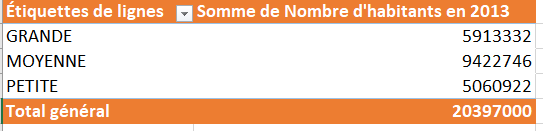 Étiquettes de lignes Somme de Nombre d'habitants en 2013
GRANDE 5913332
MOYENNE 9422746
PETITE 5060922
Total général 20397000